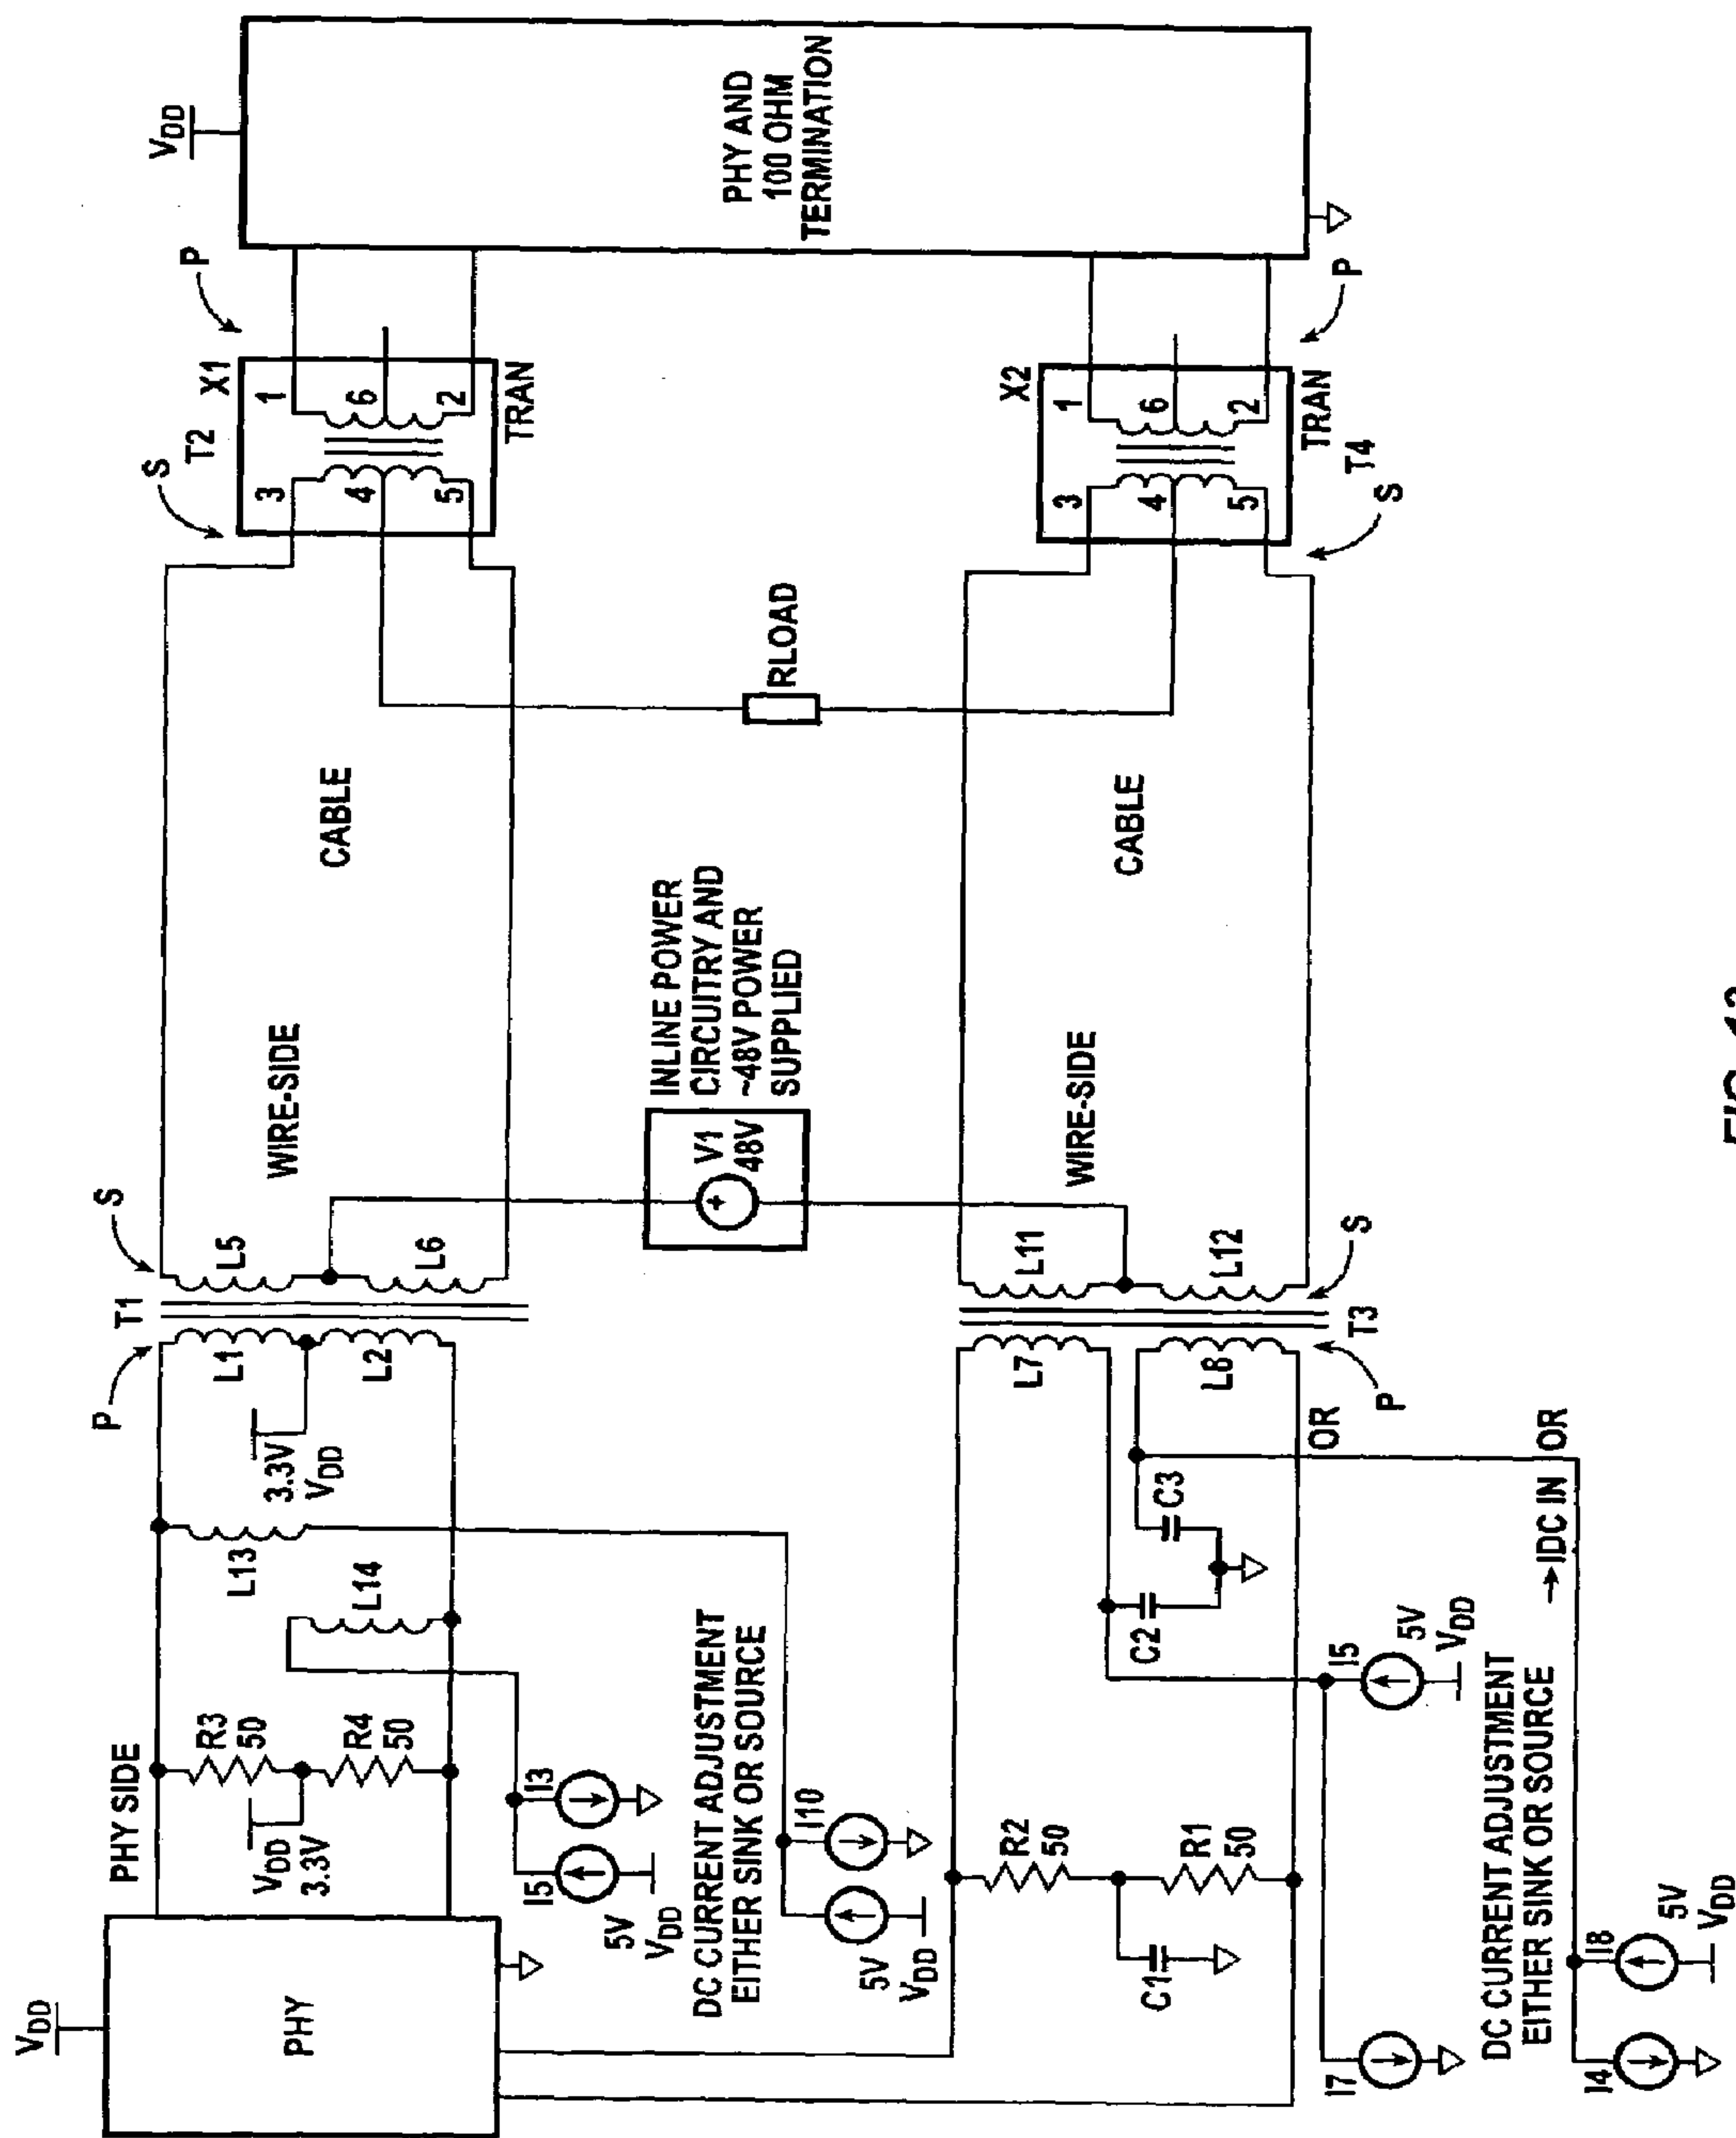 VDD
PHY
PHY SIDE
R3
50
VDD
3.3V
R4
50
L13
L14
3.3V
VDD
P
T1
S
L1
L2
L5
L6
WIRE-SIDE
CABLE
S
T2
X1
P
3
4
5
1
6
2
TRAN
VDD
PHY AND
100 OHM
TERMINATION
I5
I3
5V
VDD
DC CURRENT ADJUSTMENT
EITHER SINK OR SOURCE
I10
5V
VDD
INLINE POWER
CIRCUITRY AND
~48V POWER
SUPPLIED
V1
48V
RLOAD
R2
50
R1
50
C1
C2
C3
L7
L8
L11
L12
P
T3
S
OR
WIRE-SIDE
CABLE
X2
3
4
5
1
6
2
TRAN
T4
S
P
I7
I5
5V
VDD
DC CURRENT ADJUSTMENT
EITHER SINK OR SOURCE
→IDC IN OR
I4
I8
5V
VDD